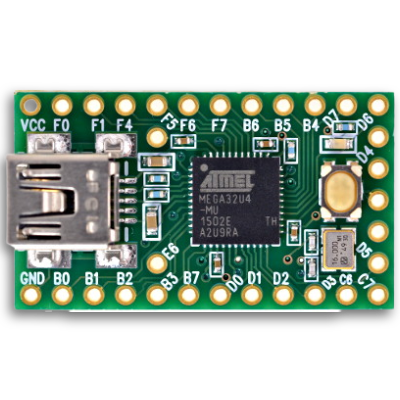 VCC F0 F1 F4 F5 F6 F7 B6 B5 B4 D7 D6
D4
ATMEL
MEGA32U4
-MU
1502E TH
A2U9RA
E6
D5
GND B0 B1 B2 B3 B7 D0 D1 D2 D3 C6 C7